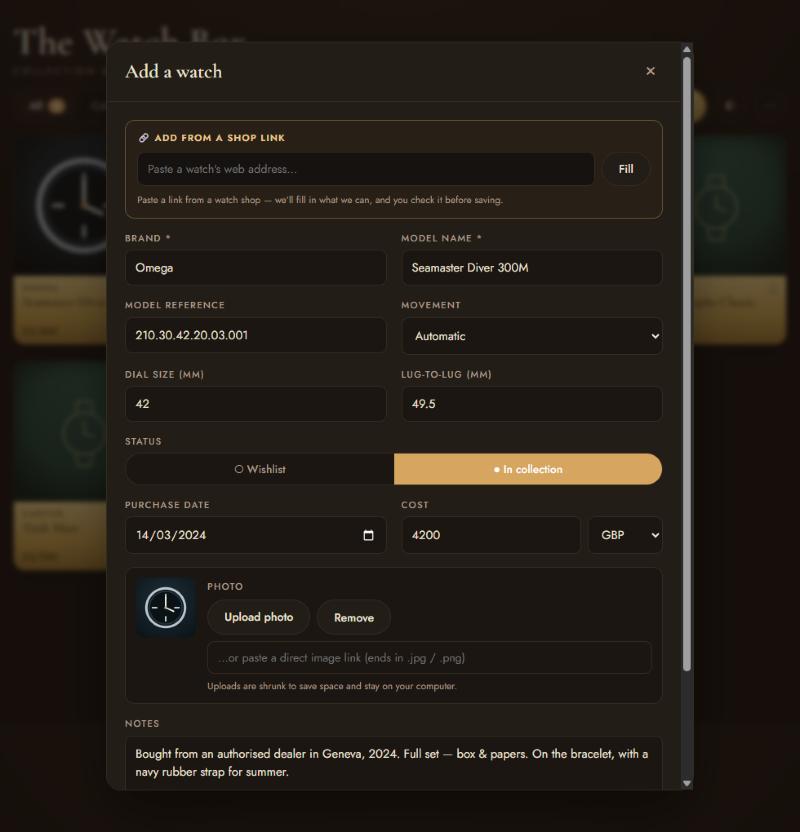 The Watch Box
Add a watch
×
🔗 ADD FROM A SHOP LINK
Paste a watch's web address...
Fill
Paste a link from a watch shop — we'll fill in what we can, and you check it before saving.
BRAND *
MODEL NAME *
Omega
Seamaster Diver 300M
MODEL REFERENCE
MOVEMENT
210.30.42.20.03.001
Automatic
DIAL SIZE (MM)
LUG-TO-LUG (MM)
42
49.5
STATUS
○ Wishlist
● In collection
PURCHASE DATE
COST
14/03/2024
4200
GBP
PHOTO
Upload photo
Remove
...or paste a direct image link (ends in .jpg / .png)
Uploads are shrunk to save space and stay on your computer.
NOTES
Bought from an authorised dealer in Geneva, 2024. Full set — box & papers. On the bracelet, with a
navy rubber strap for summer.